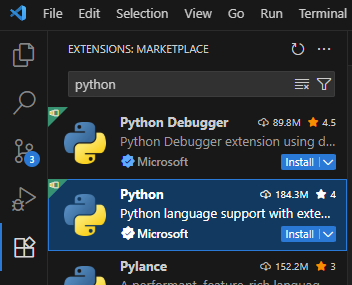 File Edit Selection View Go Run Terminal
EXTENSIONS: MARKETPLACE
python
Python Debugger 89.8M 4.5
Python Debugger extension using d...
Microsoft Install
3
Python 184.3M 4
Python language support with exte...
Microsoft Install
Pylance 152.2M 3
A performant, feature-rich languag...